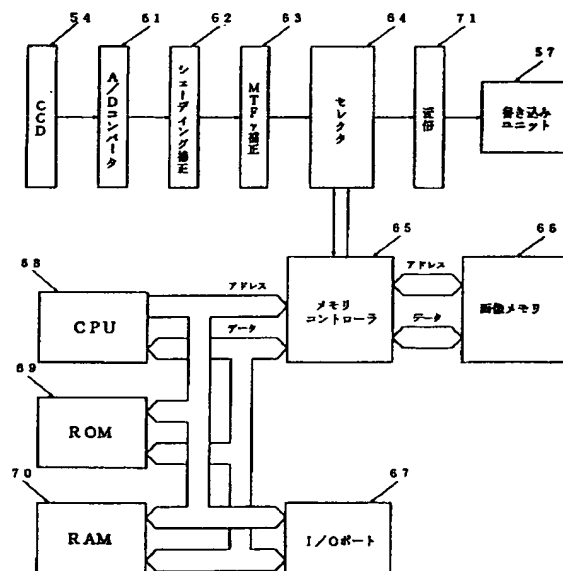 54
61
62
63
64
71
57
CCD
A/Dコンバータ
シェーディング補正
MTFγ補正
セレクタ
変倍
書き込み
ユニット
65
66
68
アドレス
アドレス
CPU
メモリ
コントローラ
画像メモリ
データ
データ
69
ROM
70
67
RAM
I/Oポート